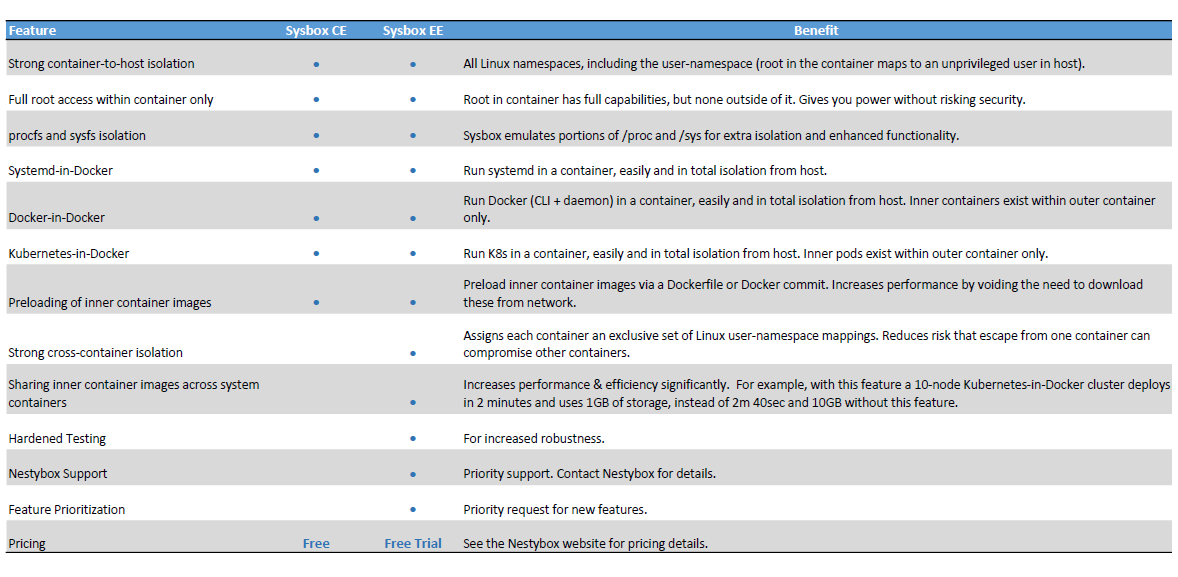 Feature Sysbox CE Sysbox EE Benefit
Strong container-to-host isolation • • All Linux namespaces, including the user-namespace (root in the container maps to an unprivileged user in host).
Full root access within container only • • Root in container has full capabilities, but none outside of it. Gives you power without risking security.
procfs and sysfs isolation • • Sysbox emulates portions of /proc and /sys for extra isolation and enhanced functionality.
Systemd-in-Docker • • Run systemd in a container, easily and in total isolation from host.
Run Docker (CLI + daemon) in a container, easily and in total isolation from host. Inner containers exist within outer container
Docker-in-Docker • • only.
Kubernetes-in-Docker • • Run K8s in a container, easily and in total isolation from host. Inner pods exist within outer container only.
Preload inner container images via a Dockerfile or Docker commit. Increases performance by voiding the need to download
Preloading of inner container images • • these from network.
Assigns each container an exclusive set of Linux user-namespace mappings. Reduces risk that escape from one container can
Strong cross-container isolation • compromise other containers.
Sharing inner container images across system Increases performance & efficiency significantly.  For example, with this feature a 10-node Kubernetes-in-Docker cluster deploys
containers • in 2 minutes and uses 1GB of storage, instead of 2m 40sec and 10GB without this feature.
Hardened Testing • For increased robustness.
Nestybox Support • Priority support. Contact Nestybox for details.
Feature Prioritization • Priority request for new features.
Pricing Free Free Trial See the Nestybox website for pricing details.